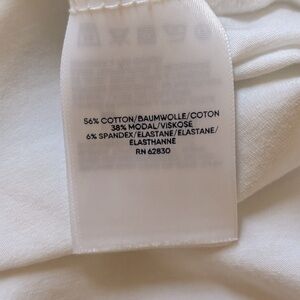 56% COTTON/BAUMWOLLE/COTON
38% MODAL/VISKOSE
6% SPANDEX/ELASTANE/ELASTANE/
ELASTHANNE
RN 62830